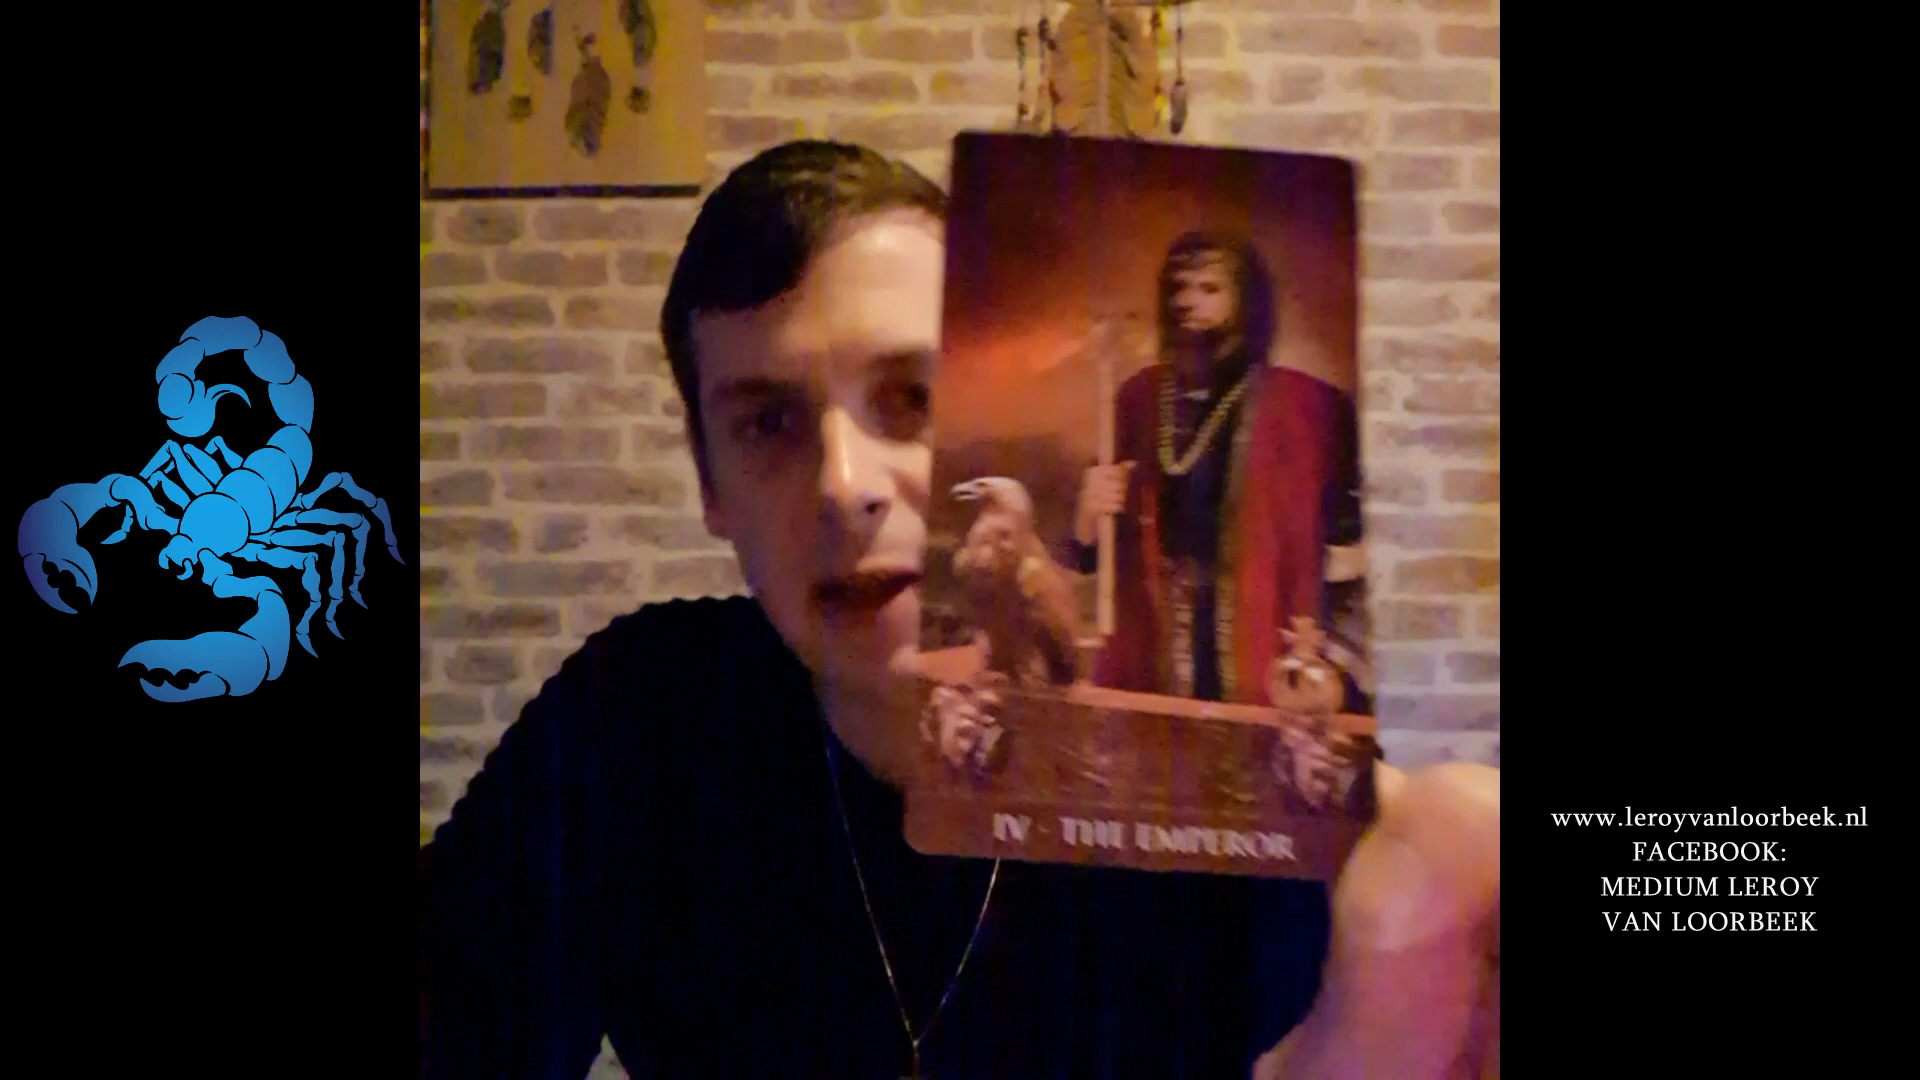 IV - THE EMPEROR
www.leroyvanloorbeek.nl
FACEBOOK:
MEDIUM LEROY
VAN LOORBEEK